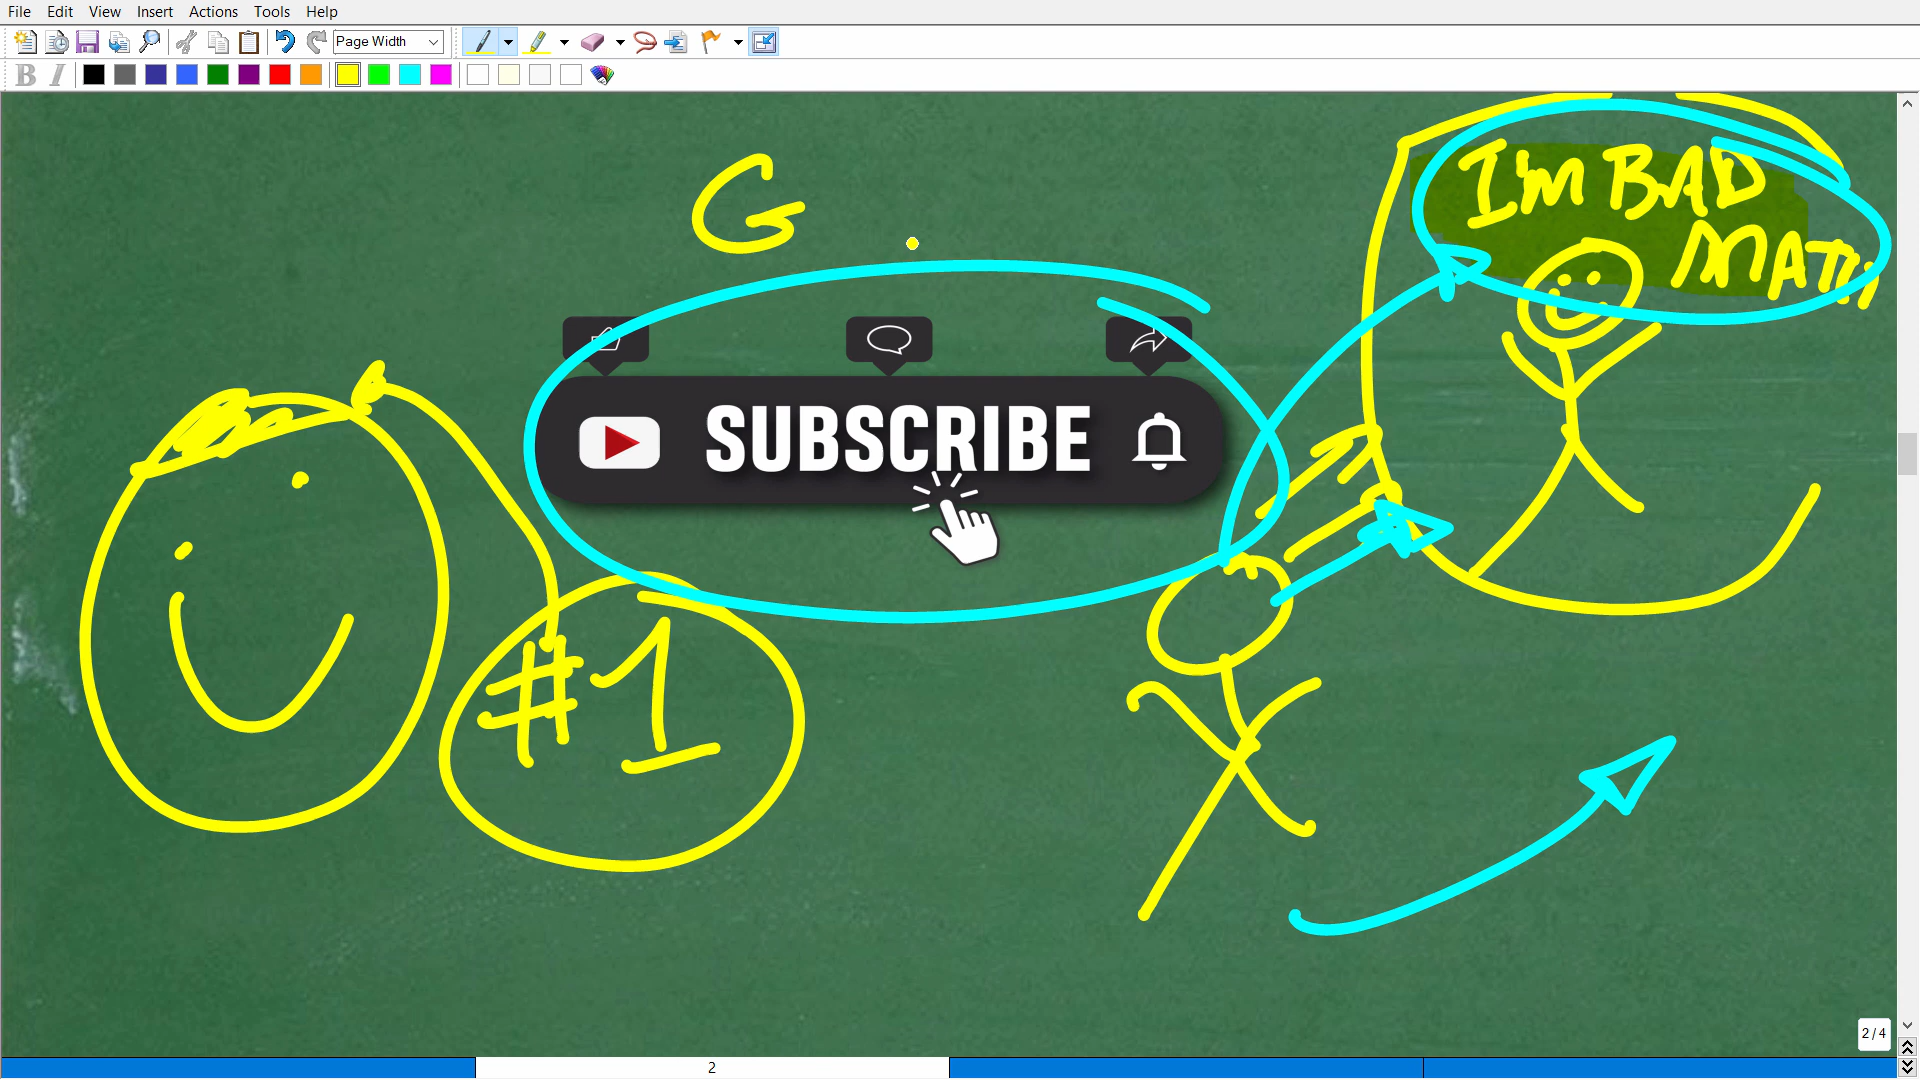 File Edit View Insert Actions Tools Help
Page Width
B I
G
I'M BAD
MATH
SUBSCRIBE
#1
2 / 4
2